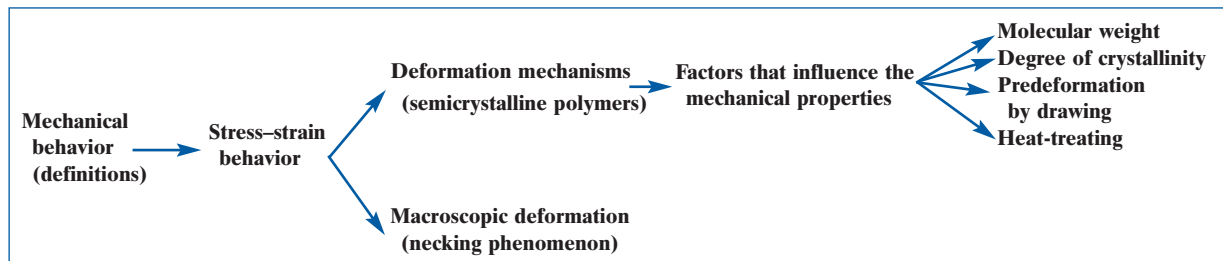 Mechanical
behavior
(definitions)
Stress–strain
behavior
Deformation mechanisms
(semicrystalline polymers)
Macroscopic deformation
(necking phenomenon)
Factors that influence the
mechanical properties
Molecular weight
Degree of crystallinity
Predeformation
by drawing
Heat-treating